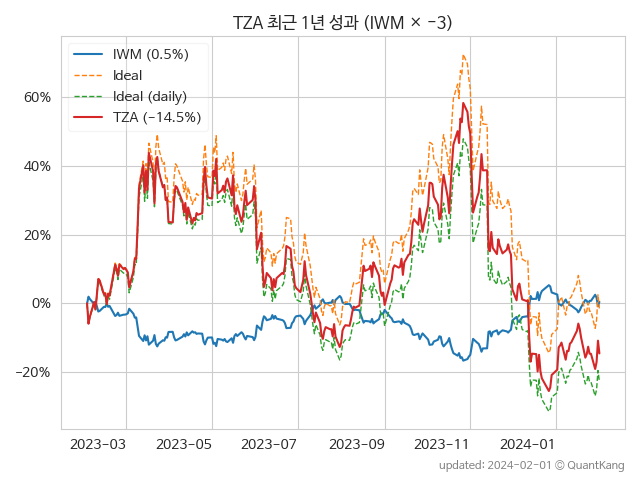 TZA 최근 1년 성과 (IWM × −3)
IWM (0.5%)
Ideal
Ideal (daily)
TZA (−14.5%)
60%
40%
20%
0%
−20%
2023-03 2023-05 2023-07 2023-09 2023-11 2024-01
updated: 2024-02-01 © QuantKang